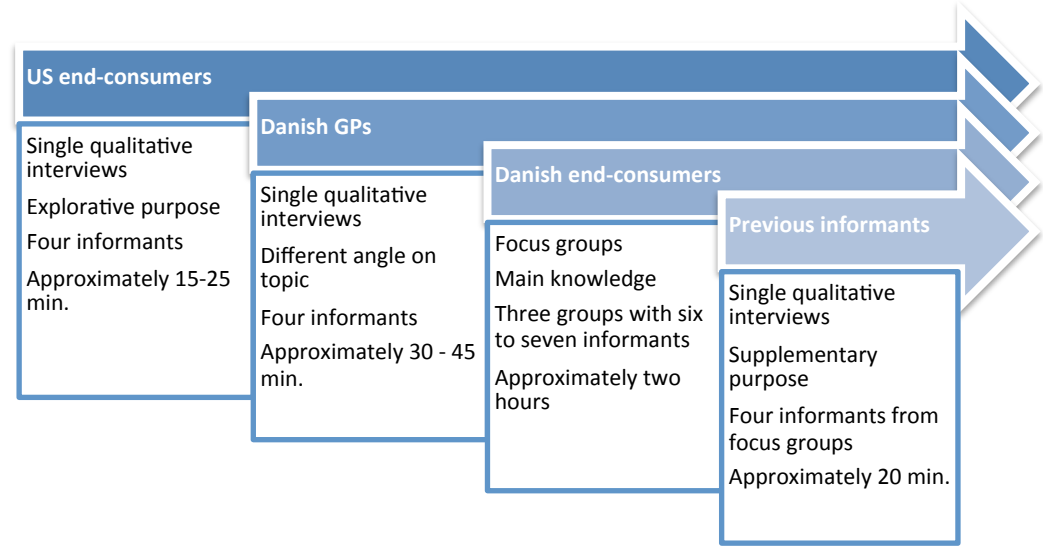 US end-consumers
Single qualitative
interviews
Explorative purpose
Four informants
Approximately 15-25
min.
Danish GPs
Single qualitative
interviews
Different angle on
topic
Four informants
Approximately 30 - 45
min.
Danish end-consumers
Focus groups
Main knowledge
Three groups with six
to seven informants
Approximately two
hours
Previous informants
Single qualitative
interviews
Supplementary
purpose
Four informants from
focus groups
Approximately 20 min.